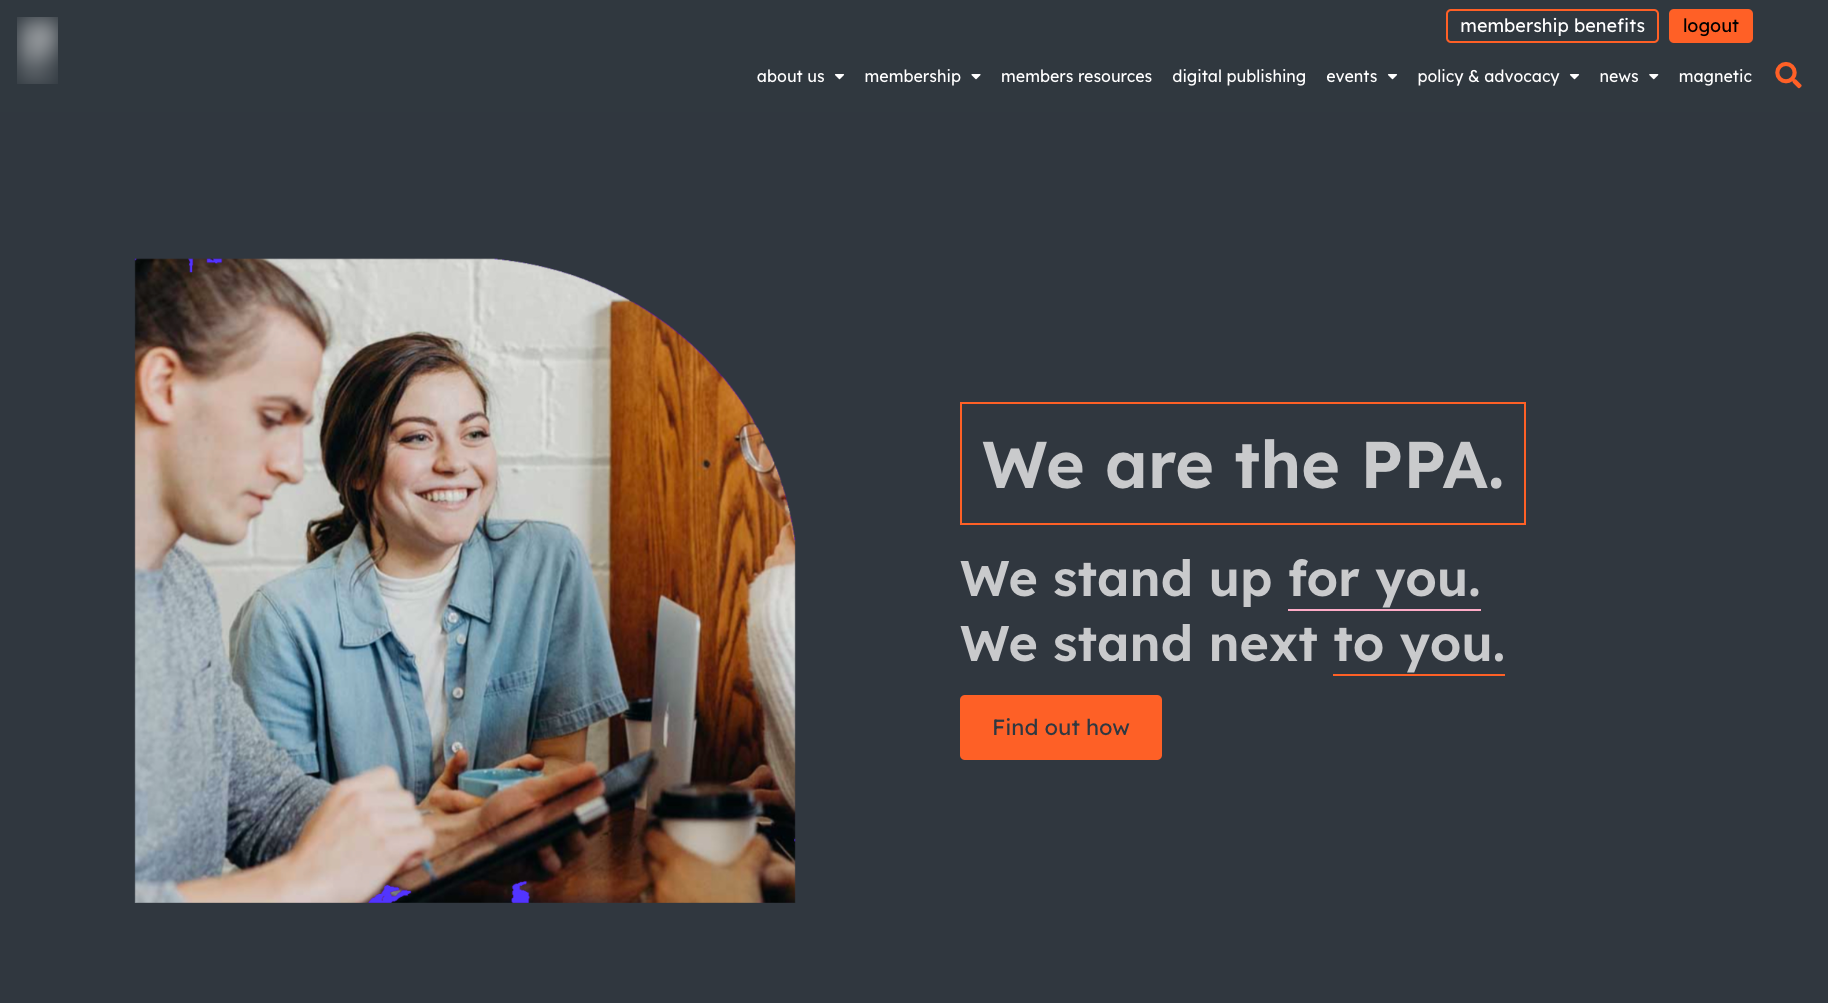 membership benefits
logout
about us
membership
members resources
digital publishing
events
policy & advocacy
news
magnetic
We are the PPA.
We stand up for you.
We stand next to you.
Find out how